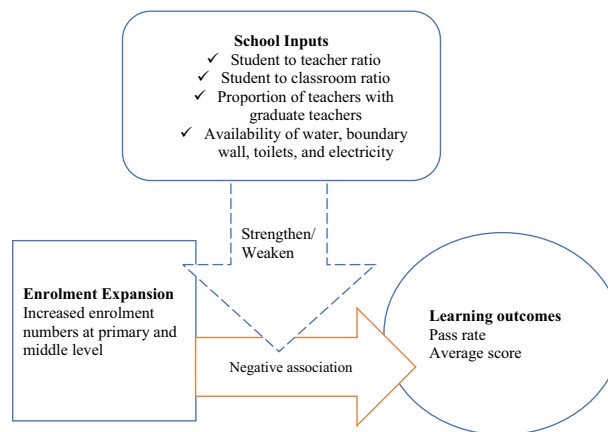 School Inputs
✓ Student to teacher ratio
✓ Student to classroom ratio
✓ Proportion of teachers with
graduate teachers
✓ Availability of water, boundary
wall, toilets, and electricity
Strengthen/
Weaken
Enrolment Expansion
Increased enrolment
numbers at primary and
middle level
Negative association
Learning outcomes
Pass rate
Average score